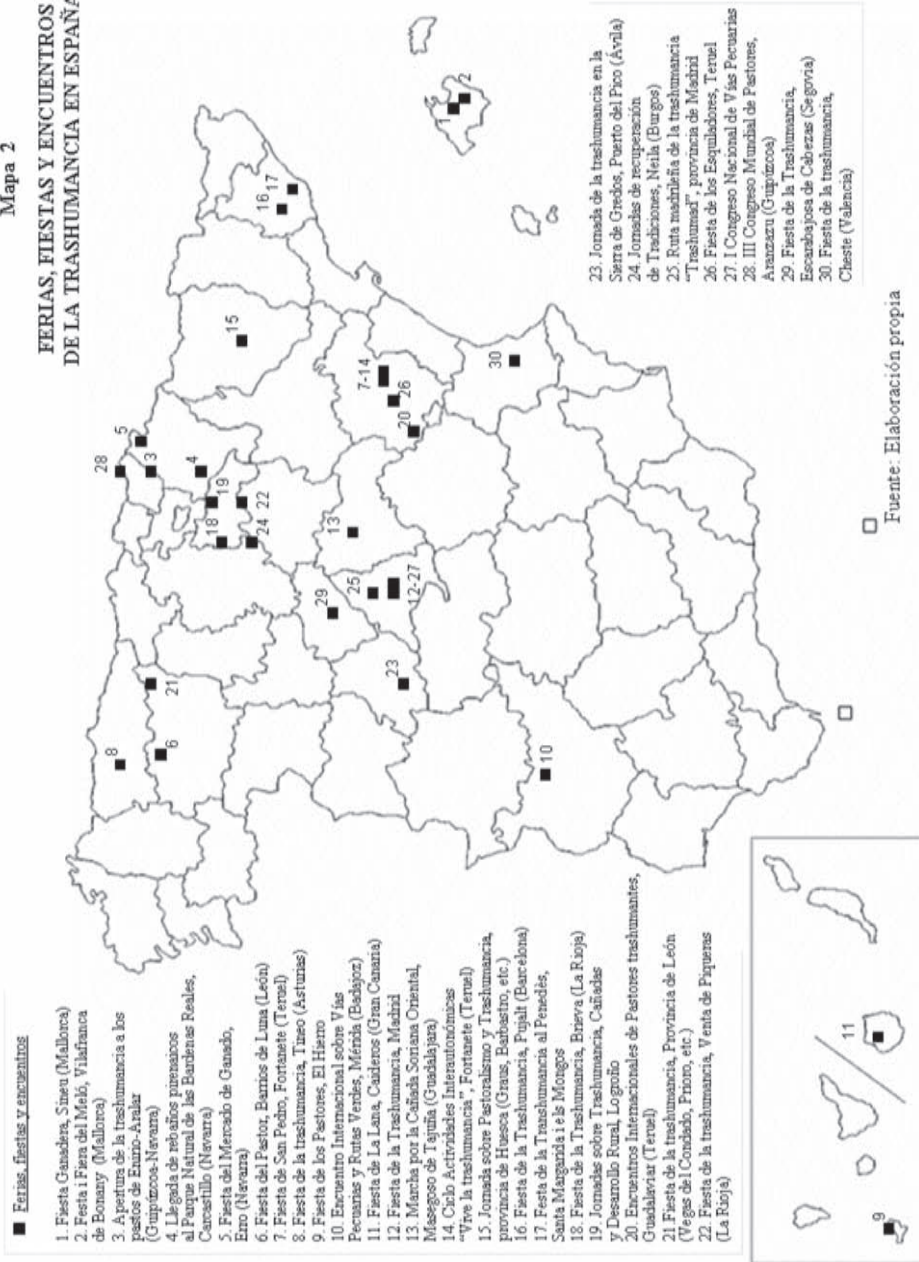 Mapa 2
FERIAS, FIESTAS Y ENCUENTROS
DE LA TRASHUMANCIA EN ESPAÑA
Ferias, fiestas y encuentros
1. Fiesta Ganadera, Sineu (Mallorca)
2. Festa i Fiera del Meló, Vilafranca
de Bonany (Mallorca)
3. Apertura de la trashumancia a los
pastos de Enirio-Aralar
(Guipúzcoa-Navarra)
4. Llegada de rebaños pirenaicos
al Parque Natural de las Bardenas Reales,
Carcastillo (Navarra)
5. Fiesta del Mercado de Ganado,
Erro (Navarra)
6. Fiesta del Pastor, Barrios de Luna (León)
7. Fiesta de San Pedro, Fortanete (Teruel)
8. Fiesta de la trashumancia, Tineo (Asturias)
9. Fiesta de los Pastores, El Hierro
10. Encuentro Internacional sobre Vías
Pecuarias y Rutas Verdes, Mérida (Badajoz)
11. Fiesta de La Lana, Caideros (Gran Canaria)
12. Fiesta de la Trashumancia, Madrid
13. Marcha por la Cañada Soriana Oriental,
Masegoso de Tajuña (Guadalajara)
14. Ciclo Actividades Interautonómicas
"Vive la trashumancia", Fortanete (Teruel)
15. Jornada sobre Pastoralismo y Trashumancia,
provincia de Huesca (Graus, Barbastro, etc.)
16. Fiesta de la Trashumancia, Pujalt (Barcelona)
17. Festa de la Transhumància al Penedès,
Santa Margarida i els Monjos
18. Fiesta de la Trashumancia, Brieva (La Rioja)
19. Jornadas sobre Trashumancia, Cañadas
y Desarrollo Rural, Logroño
20. Encuentros Internacionales de Pastores trashumantes,
Guadalaviar (Teruel)
21. Fiesta de la trashumancia, Provincia de León
(Vegas del Condado, Prioro, etc.)
22. Fiesta de la trashumancia, Venta de Piqueras
(La Rioja)
23. Jornada de la trashumancia en la
Sierra de Gredos, Puerto del Pico (Ávila)
24. Jornadas de recuperación
de Tradiciones, Neila (Burgos)
25. Ruta madrileña de la trashumancia
"Trashumad", provincia de Madrid
26. Fiesta de los Esquiladores, Teruel
27. I Congreso Nacional de Vías Pecuarias
28. III Congreso Mundial de Pastores,
Aranzazu (Guipúzcoa)
29. Fiesta de la Trashumancia,
Escarabajosa de Cabezas (Segovia)
30. Fiesta de la trashumancia,
Cheste (Valencia)
8
6
21
28
5
3
4
18
19
22
24
13
29
25
12-27
23
10
15
16
17
7-14
26
20
30
1
2
9
11
Fuente: Elaboración propia